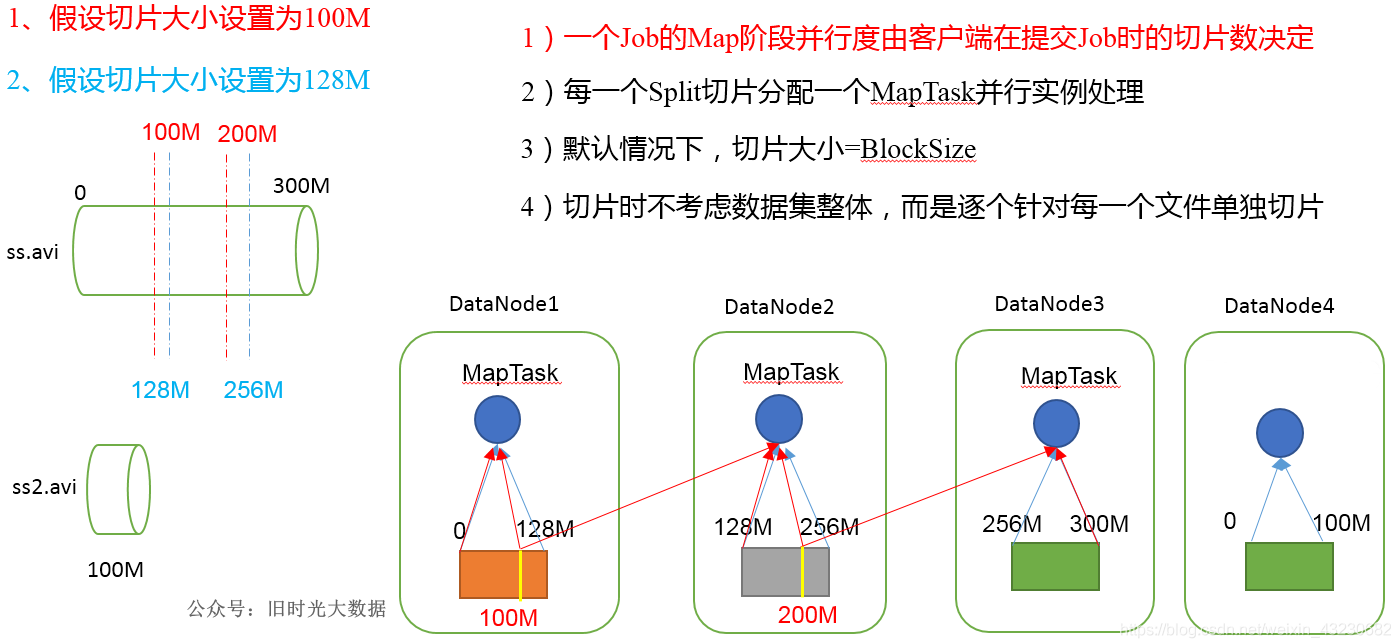 1、假设切片大小设置为100M
2、假设切片大小设置为128M
1）一个Job的Map阶段并行度由客户端在提交Job时的切片数决定
2）每一个Split切片分配一个MapTask并行实例处理
3）默认情况下，切片大小=BlockSize
4）切片时不考虑数据集整体，而是逐个针对每一个文件单独切片
100M 200M
0 300M
ss.avi
128M 256M
ss2.avi
100M
DataNode1 DataNode2 DataNode3 DataNode4
MapTask MapTask MapTask
0 128M 128M 256M 256M 300M 0 100M
100M 200M
公众号：旧时光大数据
https://blog.csdn.net/weixin_43230682